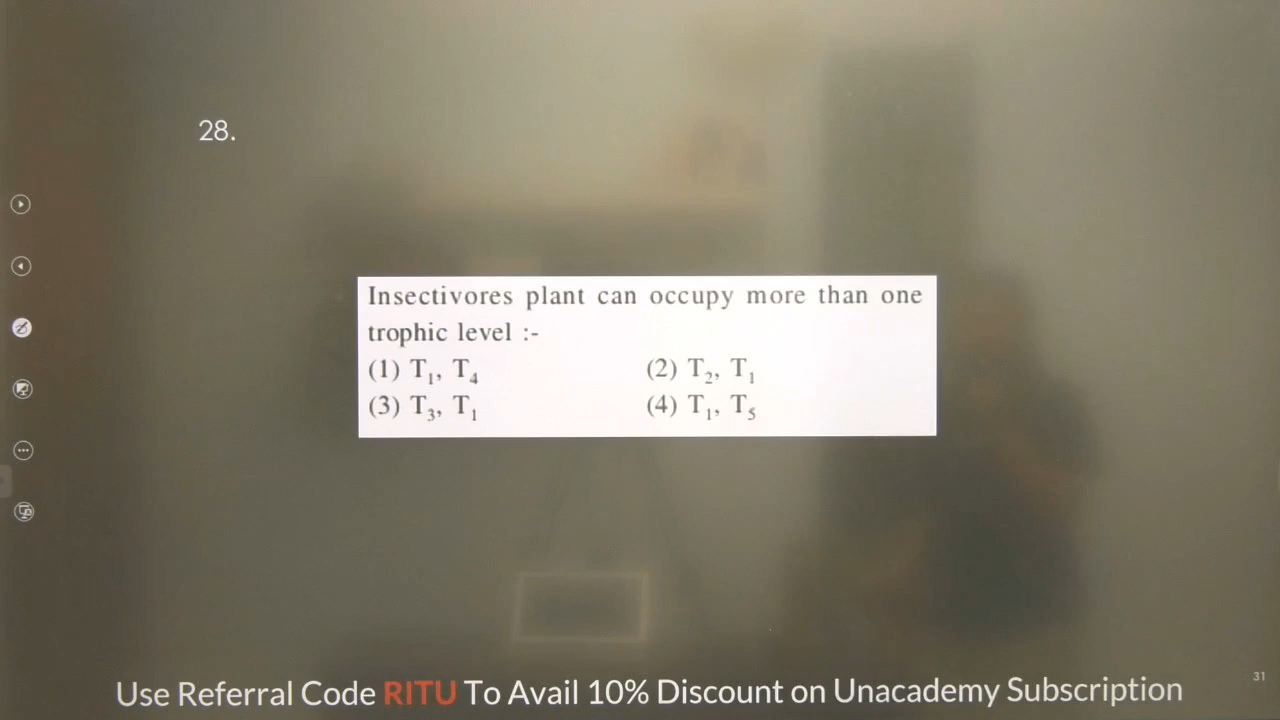 28.
Insectivores plant can occupy more than one
trophic level :-
(1) T₁, T₄ (2) T₂, T₁
(3) T₃, T₁ (4) T₁, T₅
31
Use Referral Code RITU To Avail 10% Discount on Unacademy Subscription